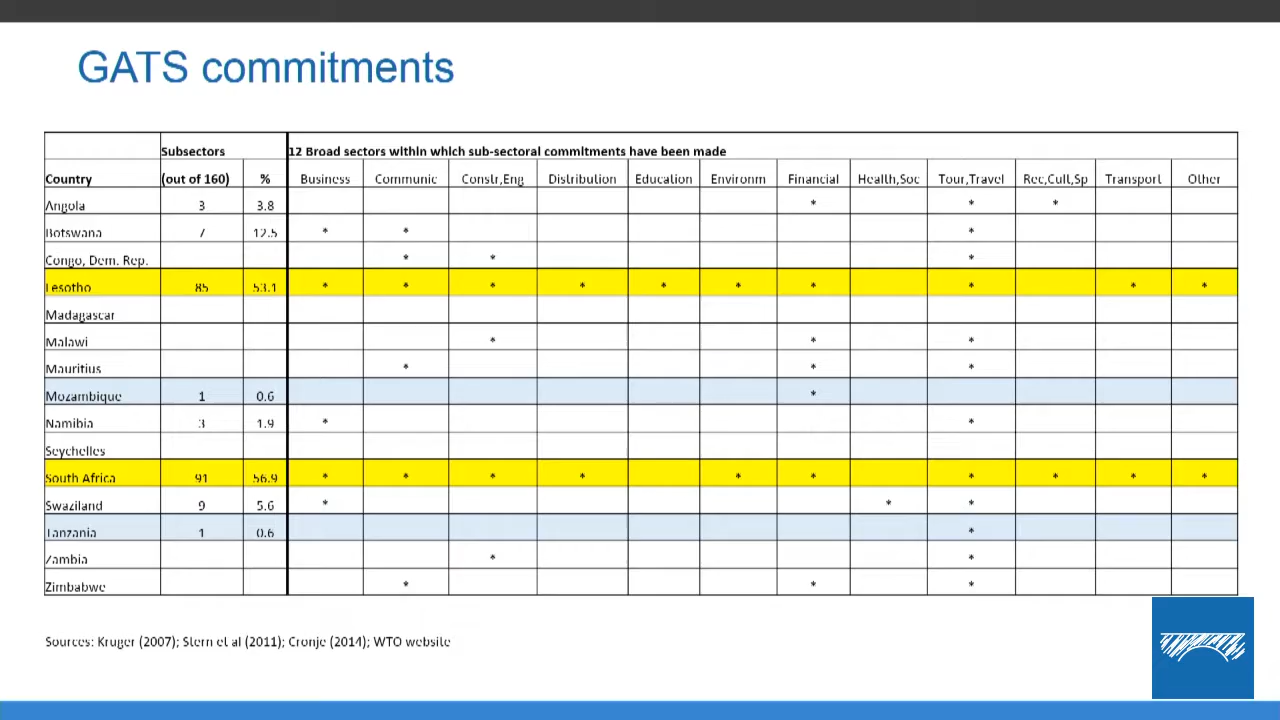 GATS commitments
Subsectors 12 Broad sectors within which sub-sectoral commitments have been made
Country (out of 160) % Business Communic Constr,Eng Distribution Education Environm Financial Health,Soc Tour,Travel Rec,Cult,Sp Transport Other
Angola 3 3.8 * * *
Botswana 7 12.5 * * *
Congo, Dem. Rep. * * *
Lesotho 85 53.1 * * * * * * * * * *
Madagascar
Malawi * * *
Mauritius * * *
Mozambique 1 0.6 *
Namibia 3 1.9 * *
Seychelles
South Africa 91 56.9 * * * * * * * * * *
Swaziland 9 5.6 * * *
Tanzania 1 0.6 *
Zambia * *
Zimbabwe * * *
Sources: Kruger (2007); Stern et al (2011); Cronje (2014); WTO website